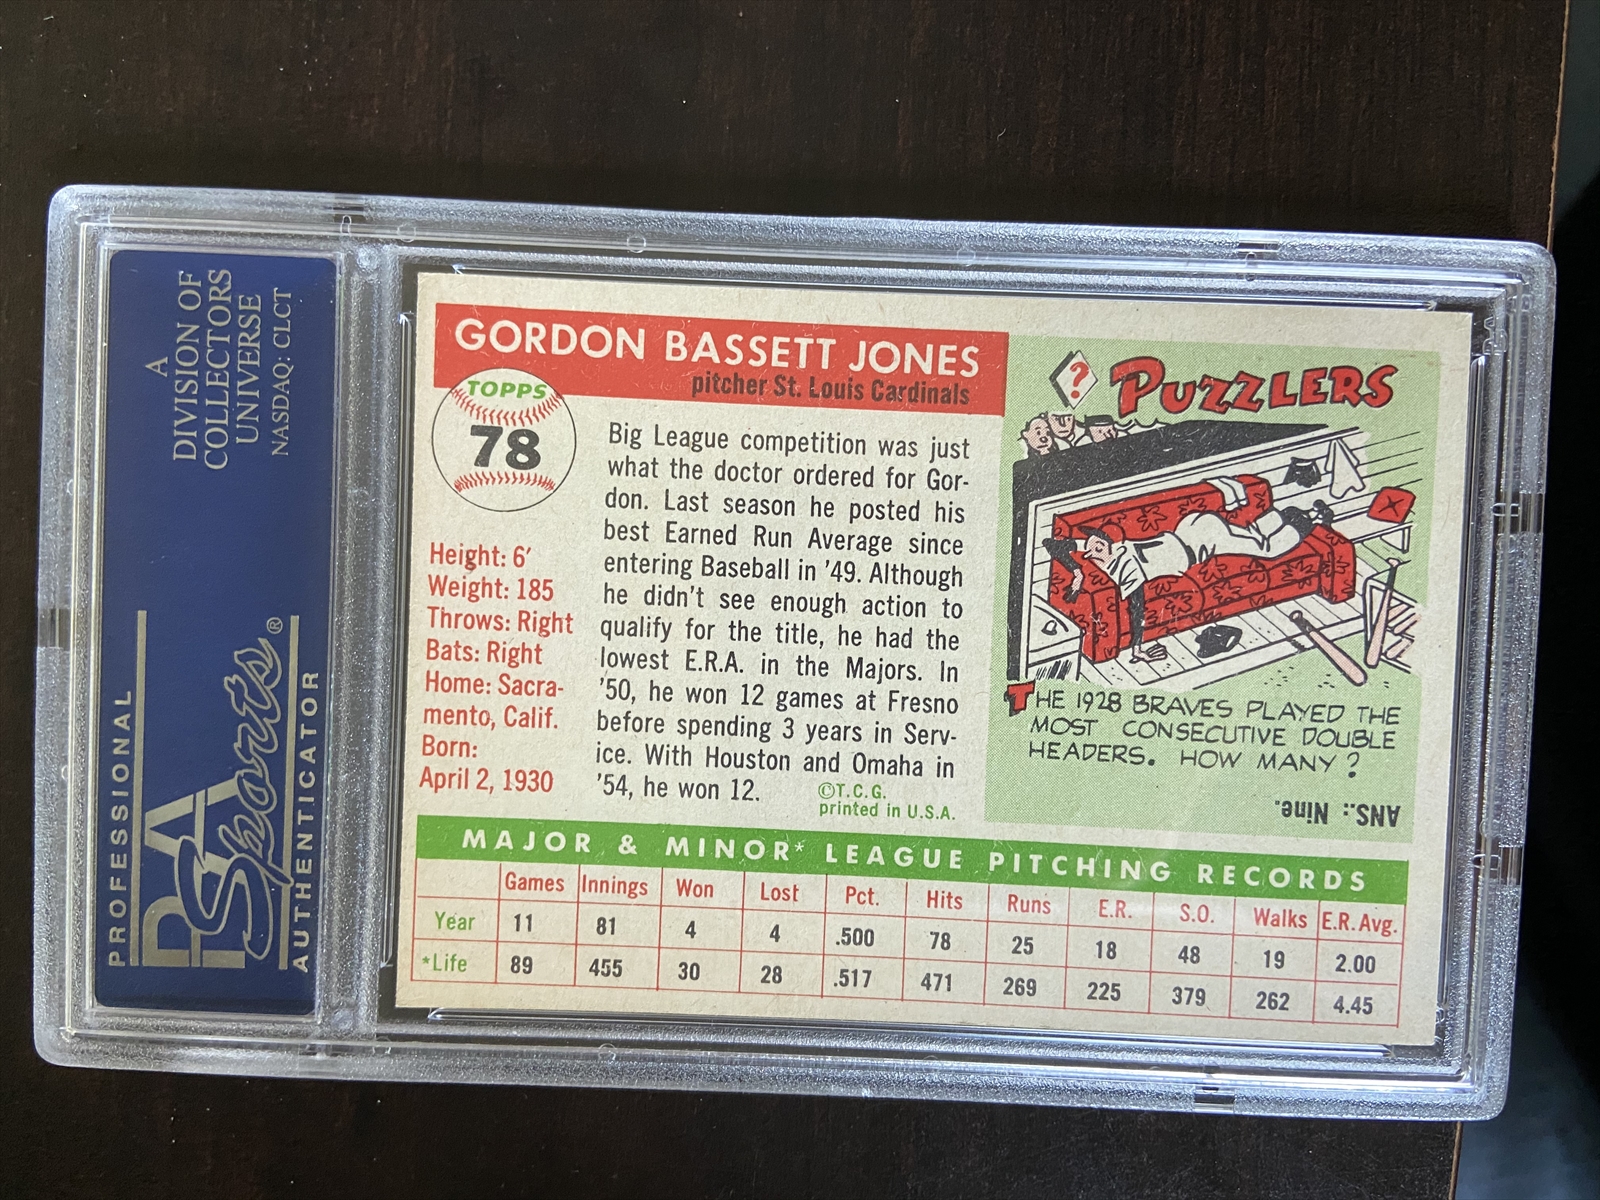 A
DIVISION OF
COLLECTORS
UNIVERSE
NASDAQ: CLCT
PROFESSIONAL
PSA
Sports®
AUTHENTICATOR
GORDON BASSETT JONES
pitcher St. Louis Cardinals
TOPPS
78
Height: 6′
Weight: 185
Throws: Right
Bats: Right
Home: Sacra-
mento, Calif.
Born:
April 2, 1930
Big League competition was just
what the doctor ordered for Gor-
don. Last season he posted his
best Earned Run Average since
entering Baseball in ’49. Although
he didn’t see enough action to
qualify for the title, he had the
lowest E.R.A. in the Majors. In
’50, he won 12 games at Fresno
before spending 3 years in Serv-
ice. With Houston and Omaha in
’54, he won 12.
©T.C.G.
printed in U.S.A.
?
PUZZLERS
THE 1928 BRAVES PLAYED THE
MOST CONSECUTIVE DOUBLE
HEADERS. HOW MANY?
ANS.: Nine.
MAJOR & MINOR* LEAGUE PITCHING RECORDS
Games Innings Won Lost Pct. Hits Runs E.R. S.O. Walks E.R.Avg.
Year 11 81 4 4 .500 78 25 18 48 19 2.00
*Life 89 455 30 28 .517 471 269 225 379 262 4.45